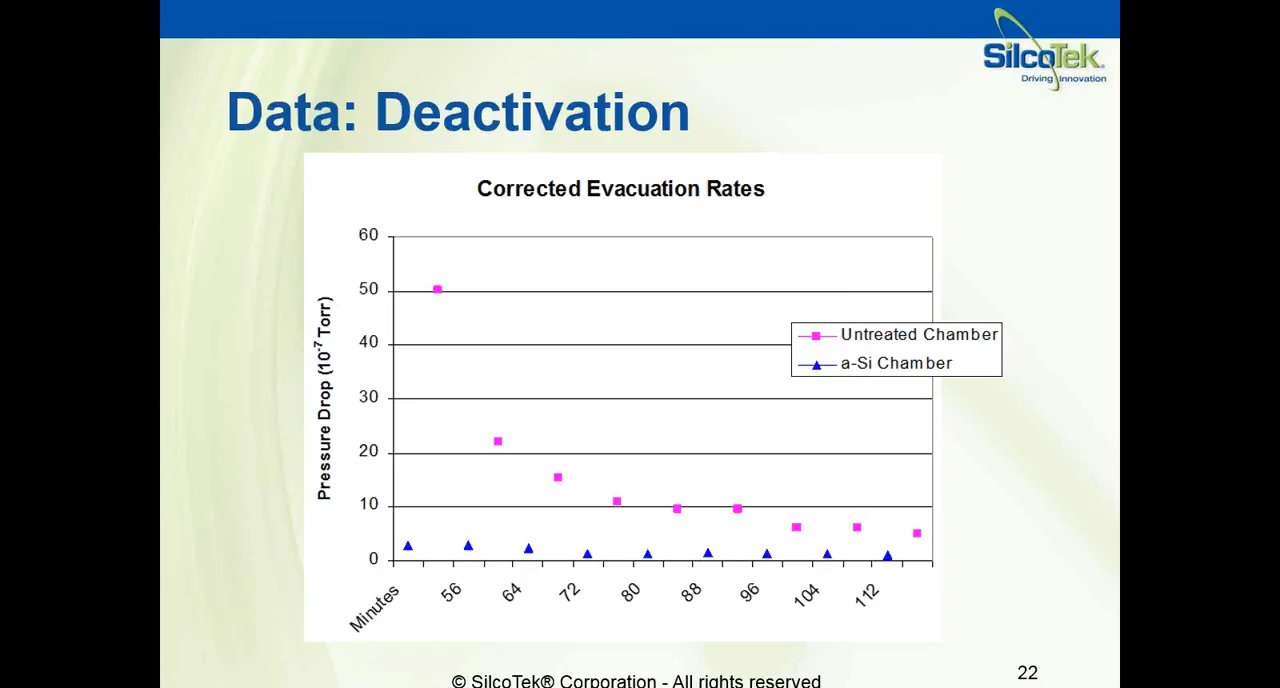 SilcoTek®
Driving Innovation
Data: Deactivation
Corrected Evacuation Rates
60
50
40
30
20
10
0
Pressure Drop (10⁻⁷ Torr)
Untreated Chamber
a-Si Chamber
Minutes 56 64 72 80 88 96 104 112
22
© SilcoTek® Corporation - All rights reserved